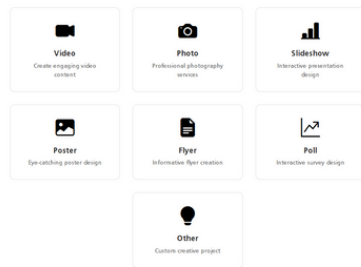 Video
Create engaging video
content
Photo
Professional photography
services
Slideshow
Interactive presentation
design
Poster
Eye-catching poster design
Flyer
Informative flyer creation
Poll
Interactive survey design
Other
Custom creative project